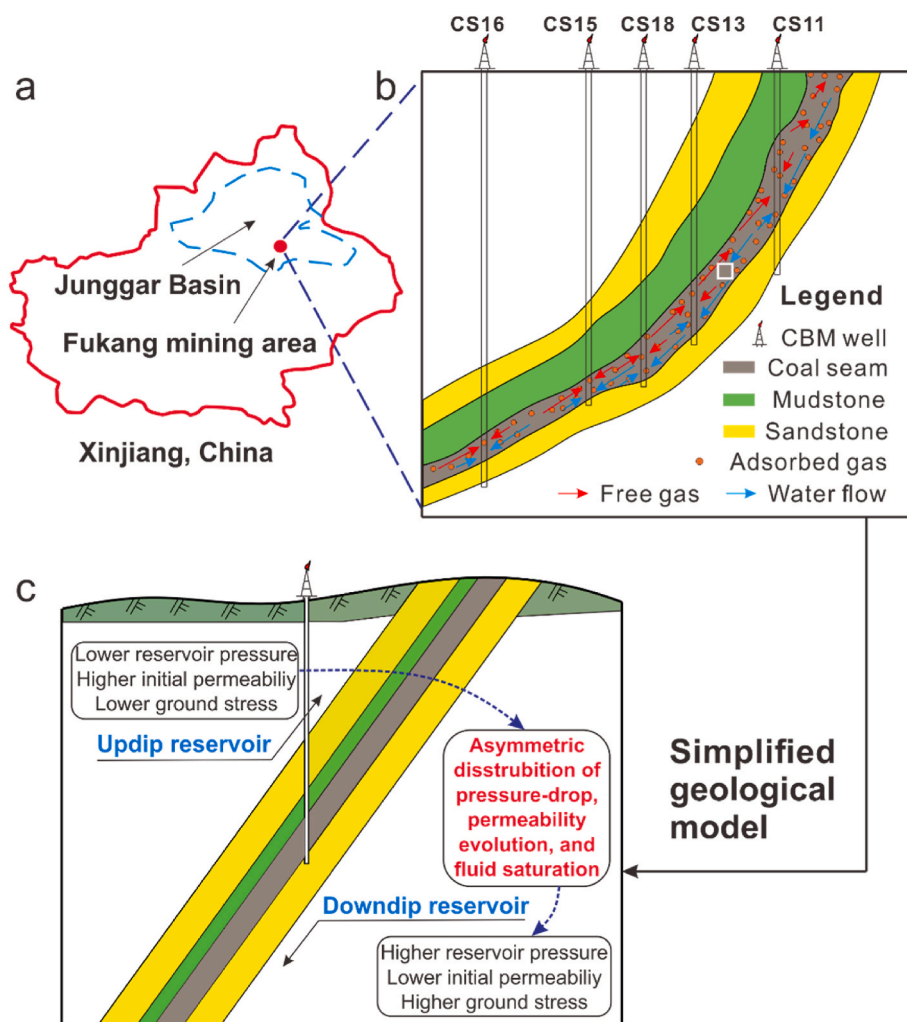 a
Junggar Basin
Fukang mining area
Xinjiang, China
b
CS16 CS15 CS18 CS13 CS11
Legend
CBM well
Coal seam
Mudstone
Sandstone
Adsorbed gas
Free gas Water flow
c
Lower reservoir pressure
Higher initial permeabiliy
Lower ground stress
Updip reservoir
Asymmetric
disstrubition of
pressure-drop,
permeability
evolution, and
fluid saturation
Downdip reservoir
Higher reservoir pressure
Lower initial permeabiliy
Higher ground stress
Simplified
geological
model